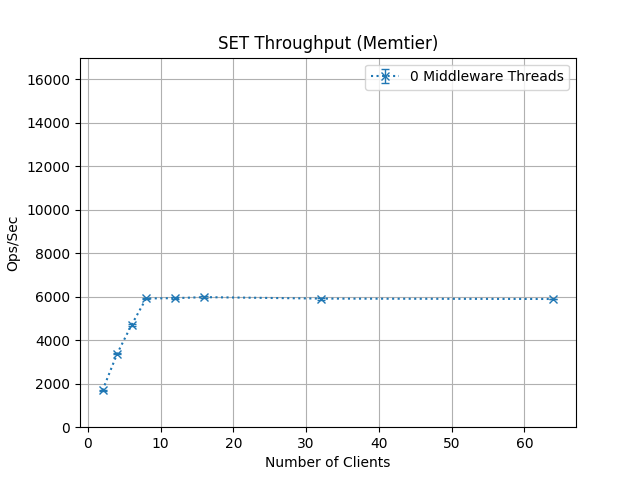 SET Throughput (Memtier)
0 Middleware Threads
16000
14000
12000
10000
8000
6000
4000
2000
0
Ops/Sec
0 10 20 30 40 50 60
Number of Clients